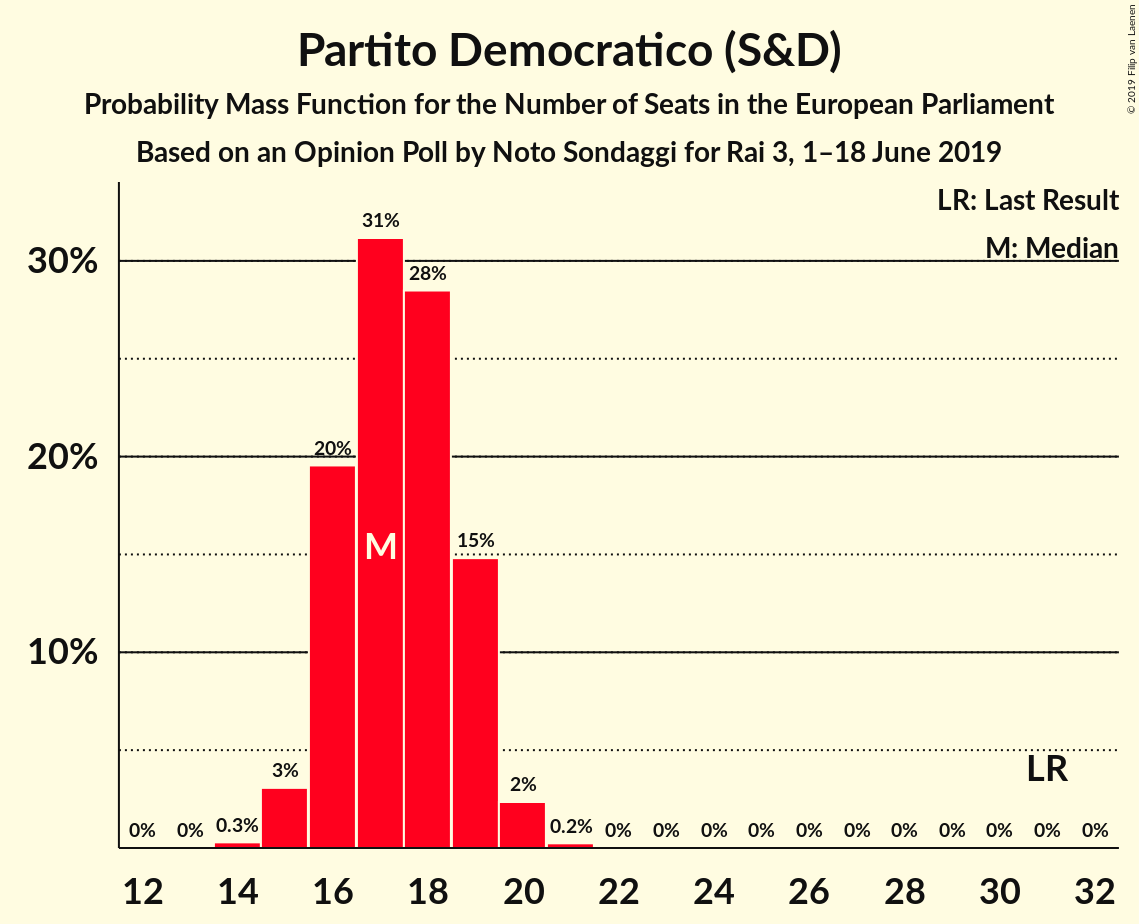 Partito Democratico (S&D)
Probability Mass Function for the Number of Seats in the European Parliament
Based on an Opinion Poll by Noto Sondaggi for Rai 3, 1–18 June 2019
© 2019 Filip van Laenen
LR: Last Result
M: Median
30%
20%
10%
0% 0% 0.3% 3% 20% 31% 28% 15% 2% 0.2% 0% 0% 0% 0% 0% 0% 0% 0% 0% 0% 0%
M
LR
12 14 16 18 20 22 24 26 28 30 32